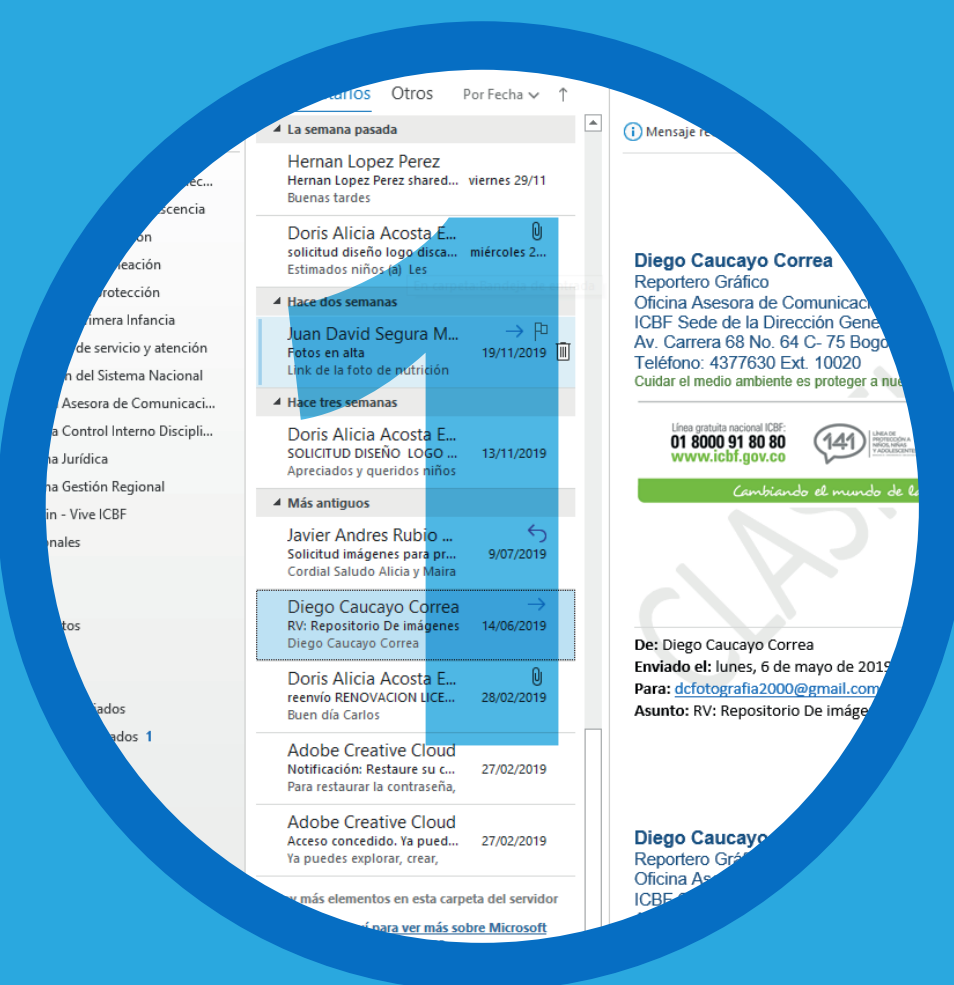 Otros Por Fecha
La semana pasada
Hernan Lopez Perez
Hernan Lopez Perez shared... viernes 29/11
Buenas tardes
Doris Alicia Acosta E...
solicitud diseño logo disca... miércoles 2...
Estimados niños (a) Les
Hace dos semanas
Juan David Segura M...
Fotos en alta 19/11/2019
Link de la foto de nutrición
Hace tres semanas
Doris Alicia Acosta E...
SOLICITUD DISEÑO LOGO ... 13/11/2019
Apreciados y queridos niños
Más antiguos
Javier Andres Rubio ...
Solicitud imágenes para pr... 9/07/2019
Cordial Saludo Alicia y Maira
Diego Caucayo Correa
RV: Repositorio De imágenes 14/06/2019
Diego Caucayo Correa
Doris Alicia Acosta E...
reenvío RENOVACION LICE... 28/02/2019
Buen día Carlos
Adobe Creative Cloud
Notificación: Restaure su c... 27/02/2019
Para restaurar la contraseña,
Adobe Creative Cloud
Acceso concedido. Ya pued... 27/02/2019
Ya puedes explorar, crear,
más elementos en esta carpeta del servidor
para ver más sobre Microsoft
1
Infancia
de servicio y atención
del Sistema Nacional
Asesora de Comunicaci...
Control Interno Discipli...
Jurídica
Gestión Regional
- Vive ICBF
1
Mensaje
Diego Caucayo Correa
Reportero Gráfico
Oficina Asesora de
ICBF Sede de la Dirección
Av. Carrera 68 No. 64 C- 75
Teléfono: 4377630 Ext. 10020
Cuidar el medio ambiente es proteger a
Línea gratuita nacional ICBF:
01 8000 91 80 80
www.icbf.gov.co
141
LÍNEA DE
PROTECCIÓN A
NIÑOS, NIÑAS
Y ADOLESCENTES
Cambiando el mundo de
De: Diego Caucayo Correa
Enviado el: lunes, 6 de mayo de 2019
Para: dcfotografia2000@gmail.com
Asunto: RV: Repositorio De
Diego
Reportero
Oficina